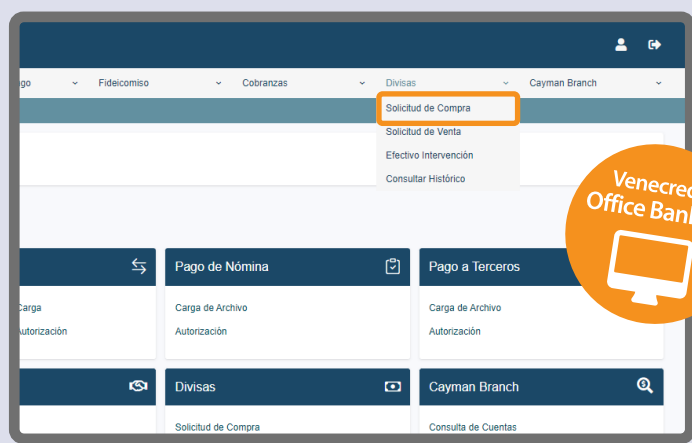 go Fideicomiso Cobranzas Divisas Cayman Branch
Solicitud de Compra
Solicitud de Venta
Efectivo Intervención
Consultar Histórico
Venecred
Office Bank
Pago de Nómina
Pago a Terceros
Carga
Carga de Archivo
Carga de Archivo
Autorización
Autorización
Autorización
Divisas
Cayman Branch
Solicitud de Compra
Consulta de Cuentas